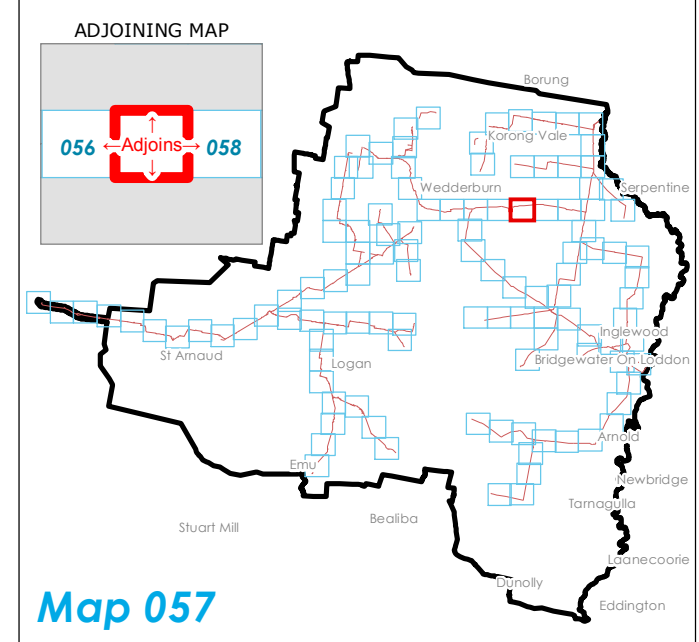 ADJOINING MAP
056 ←Adjoins→ 058
Borung
Korong Vale
Wedderburn
Serpentine
Inglewood
Bridgewater On Loddon
St Arnaud
Logan
Arnold
Emu
Newbridge
Tarnagulla
Stuart Mill
Bealiba
Laanecoorie
Dunolly
Eddington
Map 057